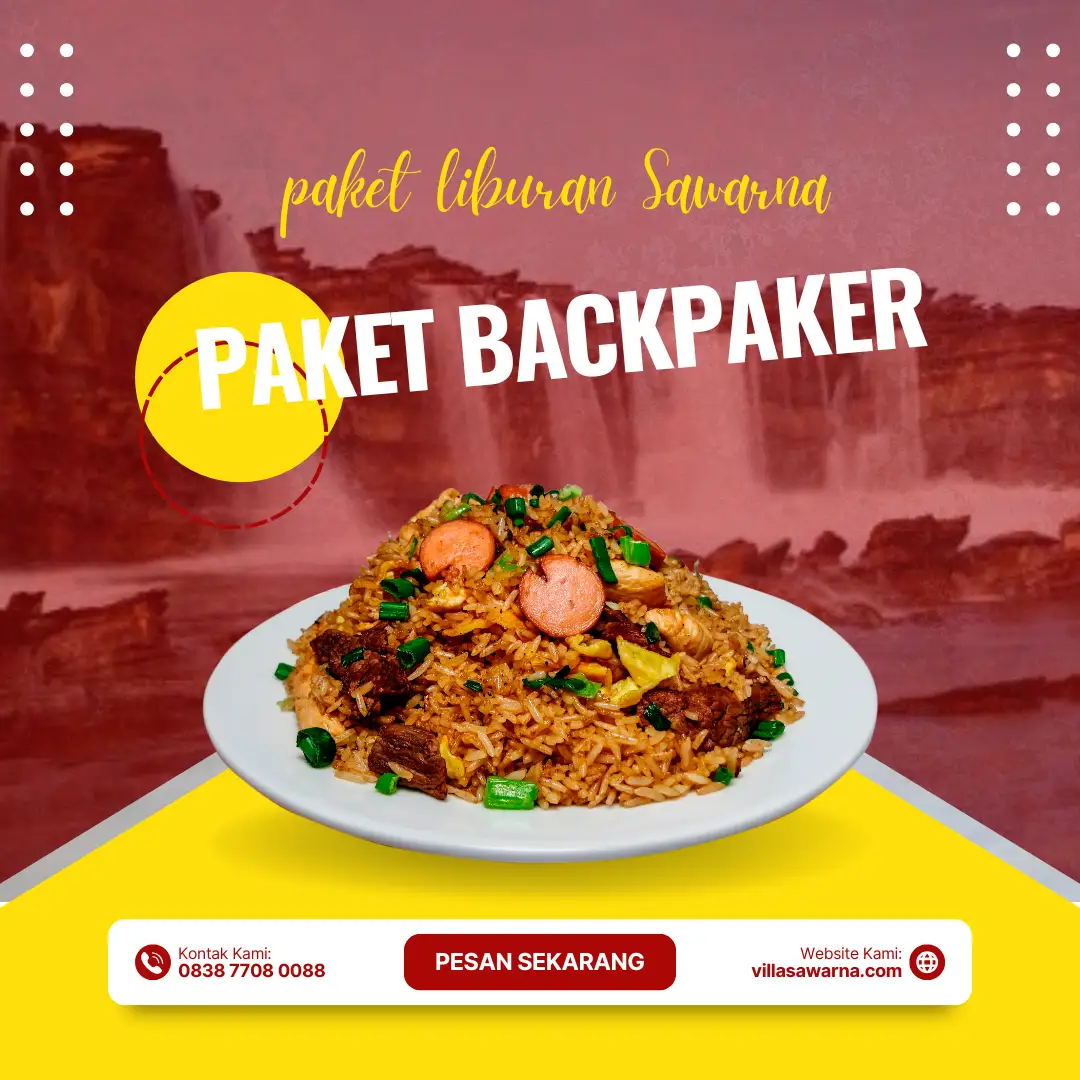 paket liburan Sawarna
PAKET BACKPAKER
Kontak Kami:
0838 7708 0088
PESAN SEKARANG
Website Kami:
villasawarna.com